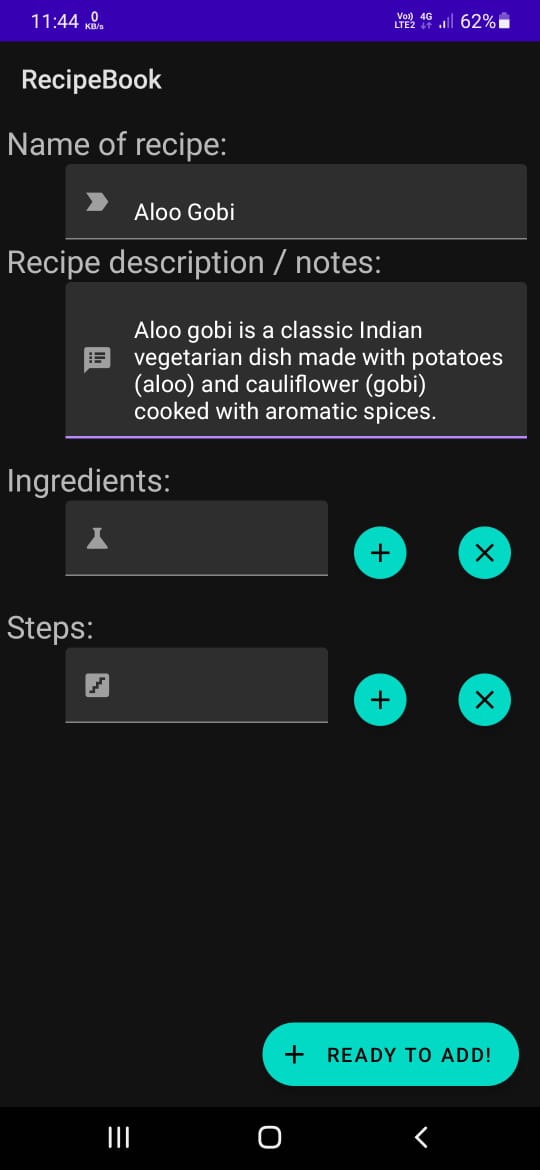 11:44 0 KB/s Vo)) LTE2 4G 62%
RecipeBook
Name of recipe:
Aloo Gobi
Recipe description / notes:
Aloo gobi is a classic Indian
vegetarian dish made with potatoes
(aloo) and cauliflower (gobi)
cooked with aromatic spices.
Ingredients:
Steps:
READY TO ADD!